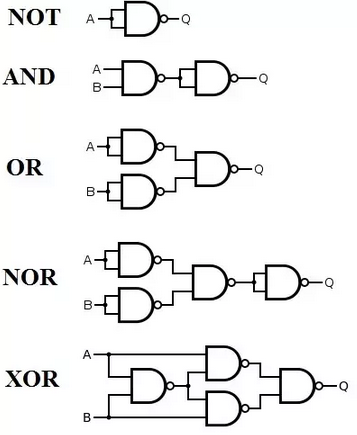 NOT A Q
AND A Q
B
OR A Q
B
NOR A Q
B
A
XOR Q
B